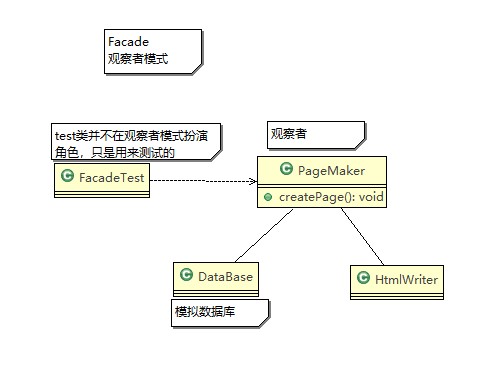 Facade
观察者模式
test类并不在观察者模式扮演
角色，只是用来测试的
观察者
C FacadeTest
C PageMaker
createPage(): void
C DataBase
C HtmlWriter
模拟数据库